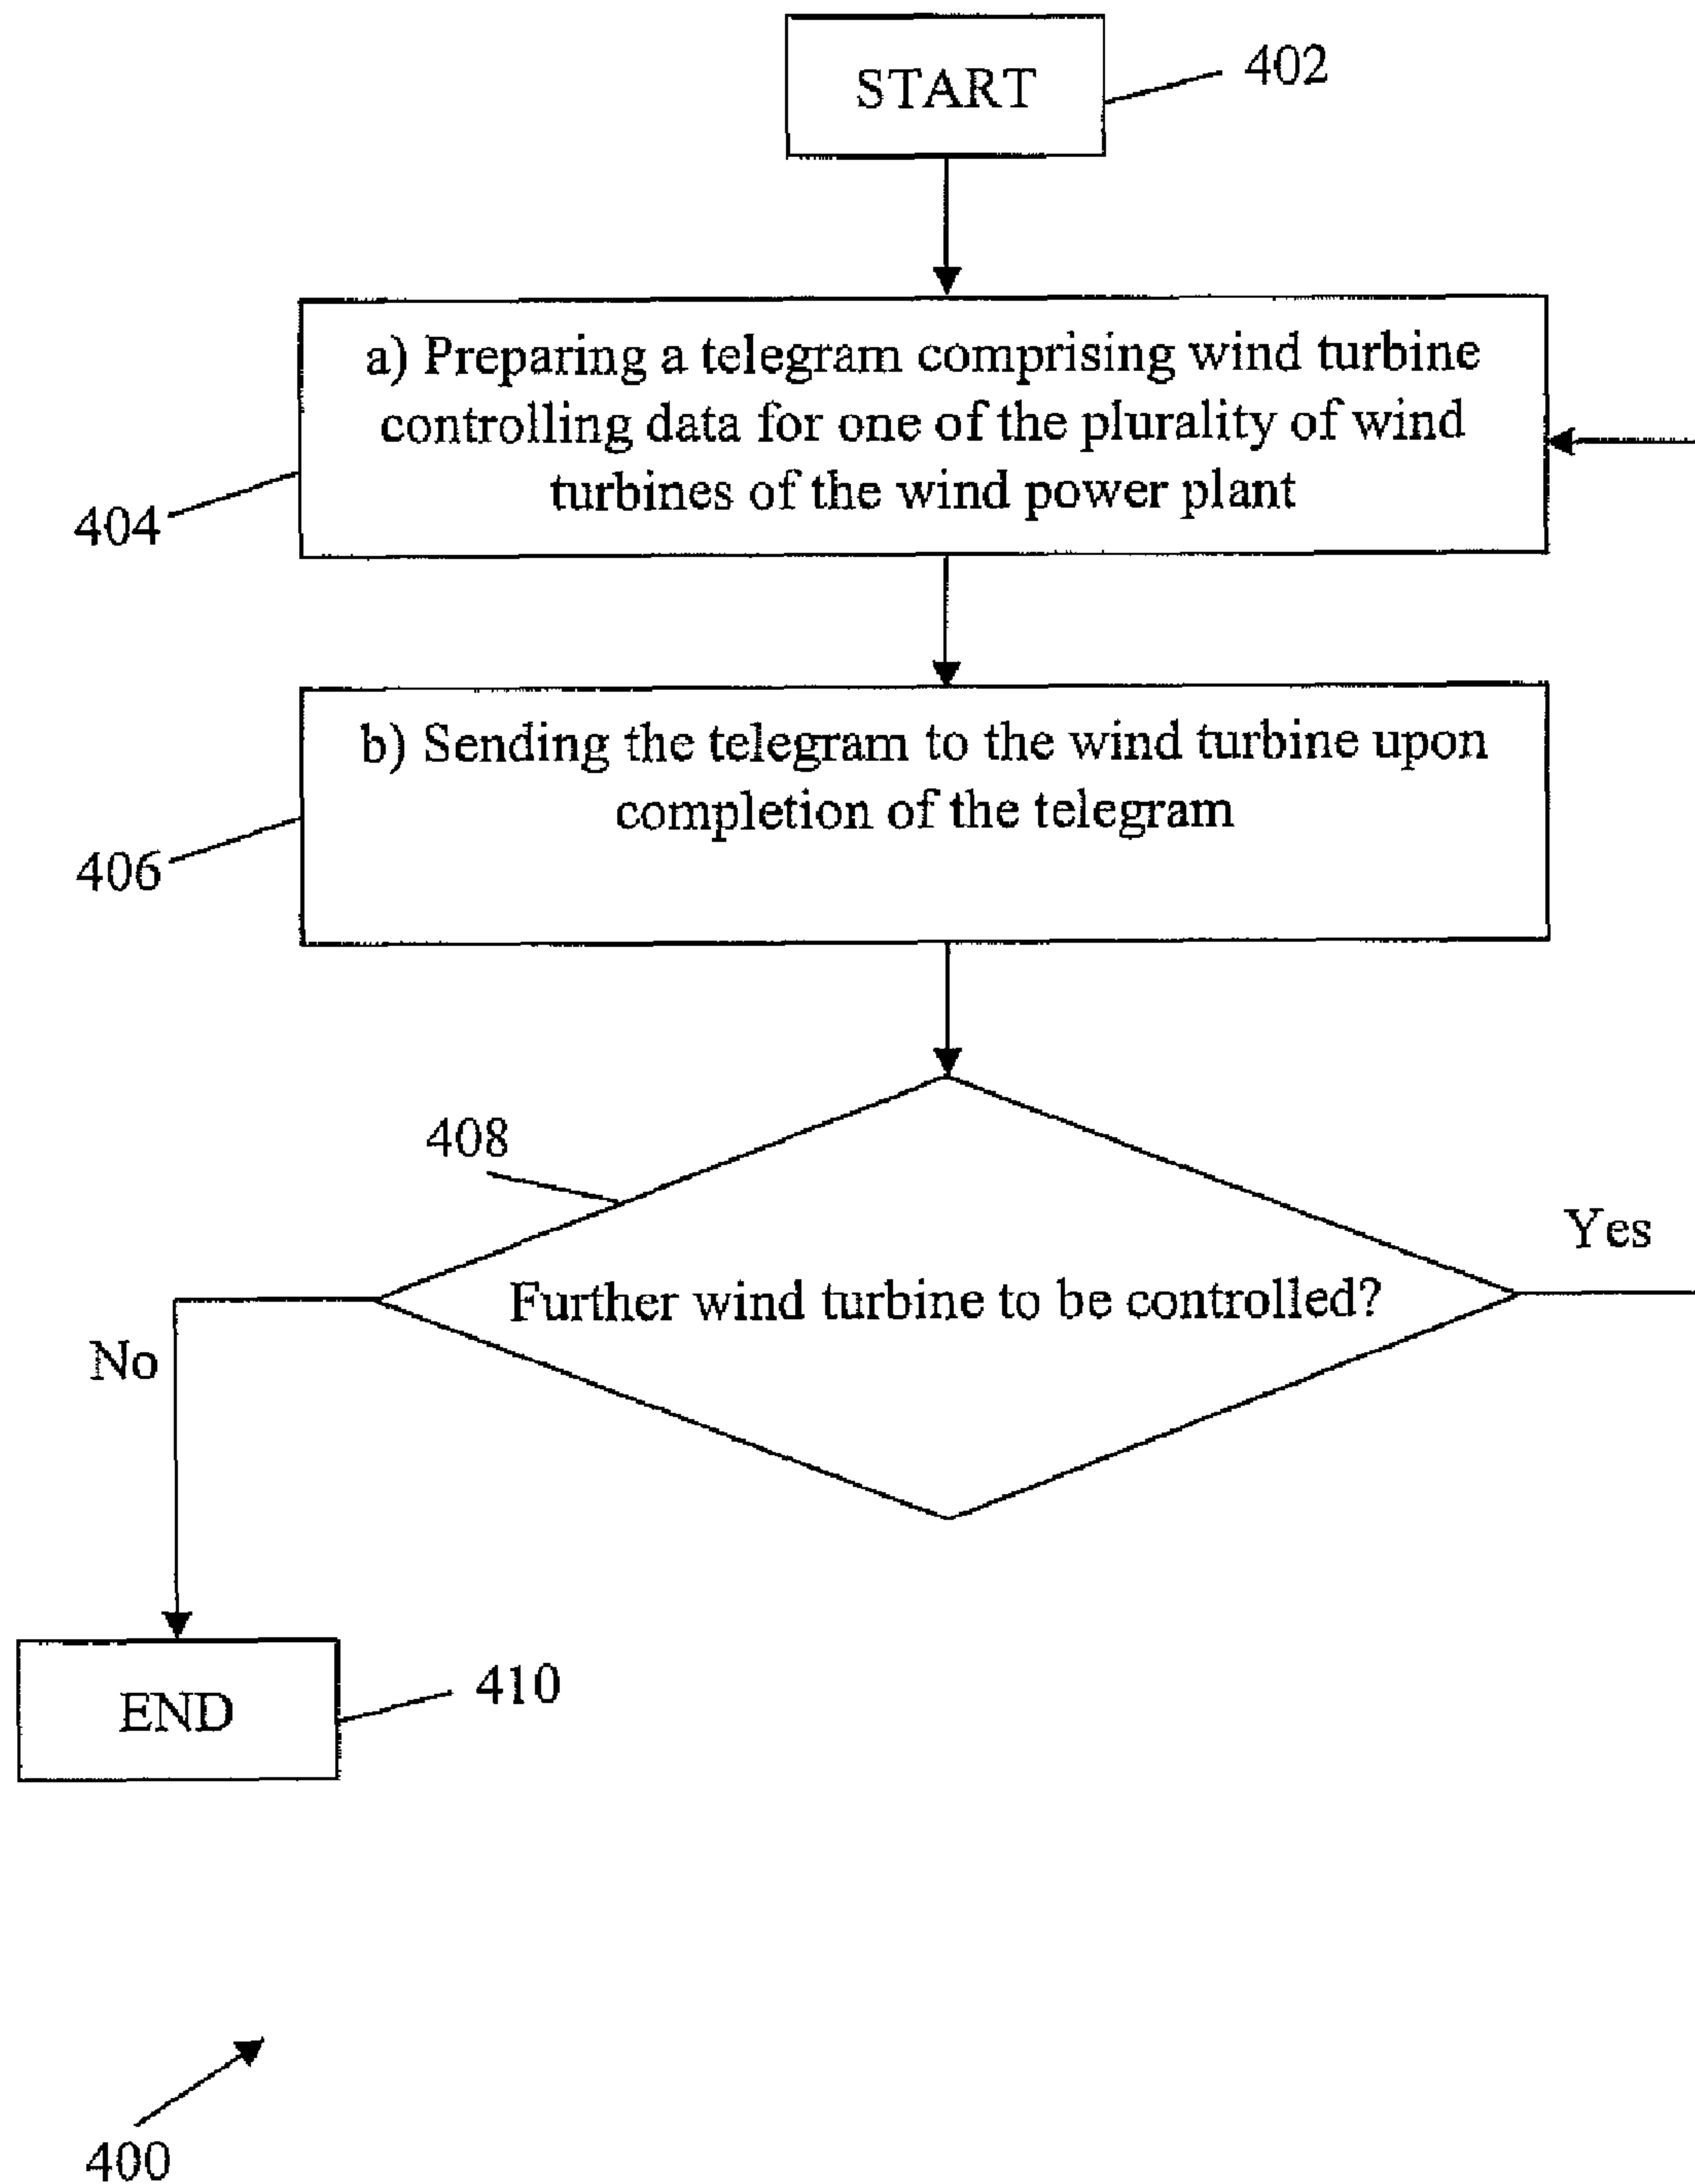 START
402
a) Preparing a telegram comprising wind turbine
controlling data for one of the plurality of wind
turbines of the wind power plant
404
b) Sending the telegram to the wind turbine upon
completion of the telegram
406
408
Further wind turbine to be controlled?
Yes
No
END
410
400